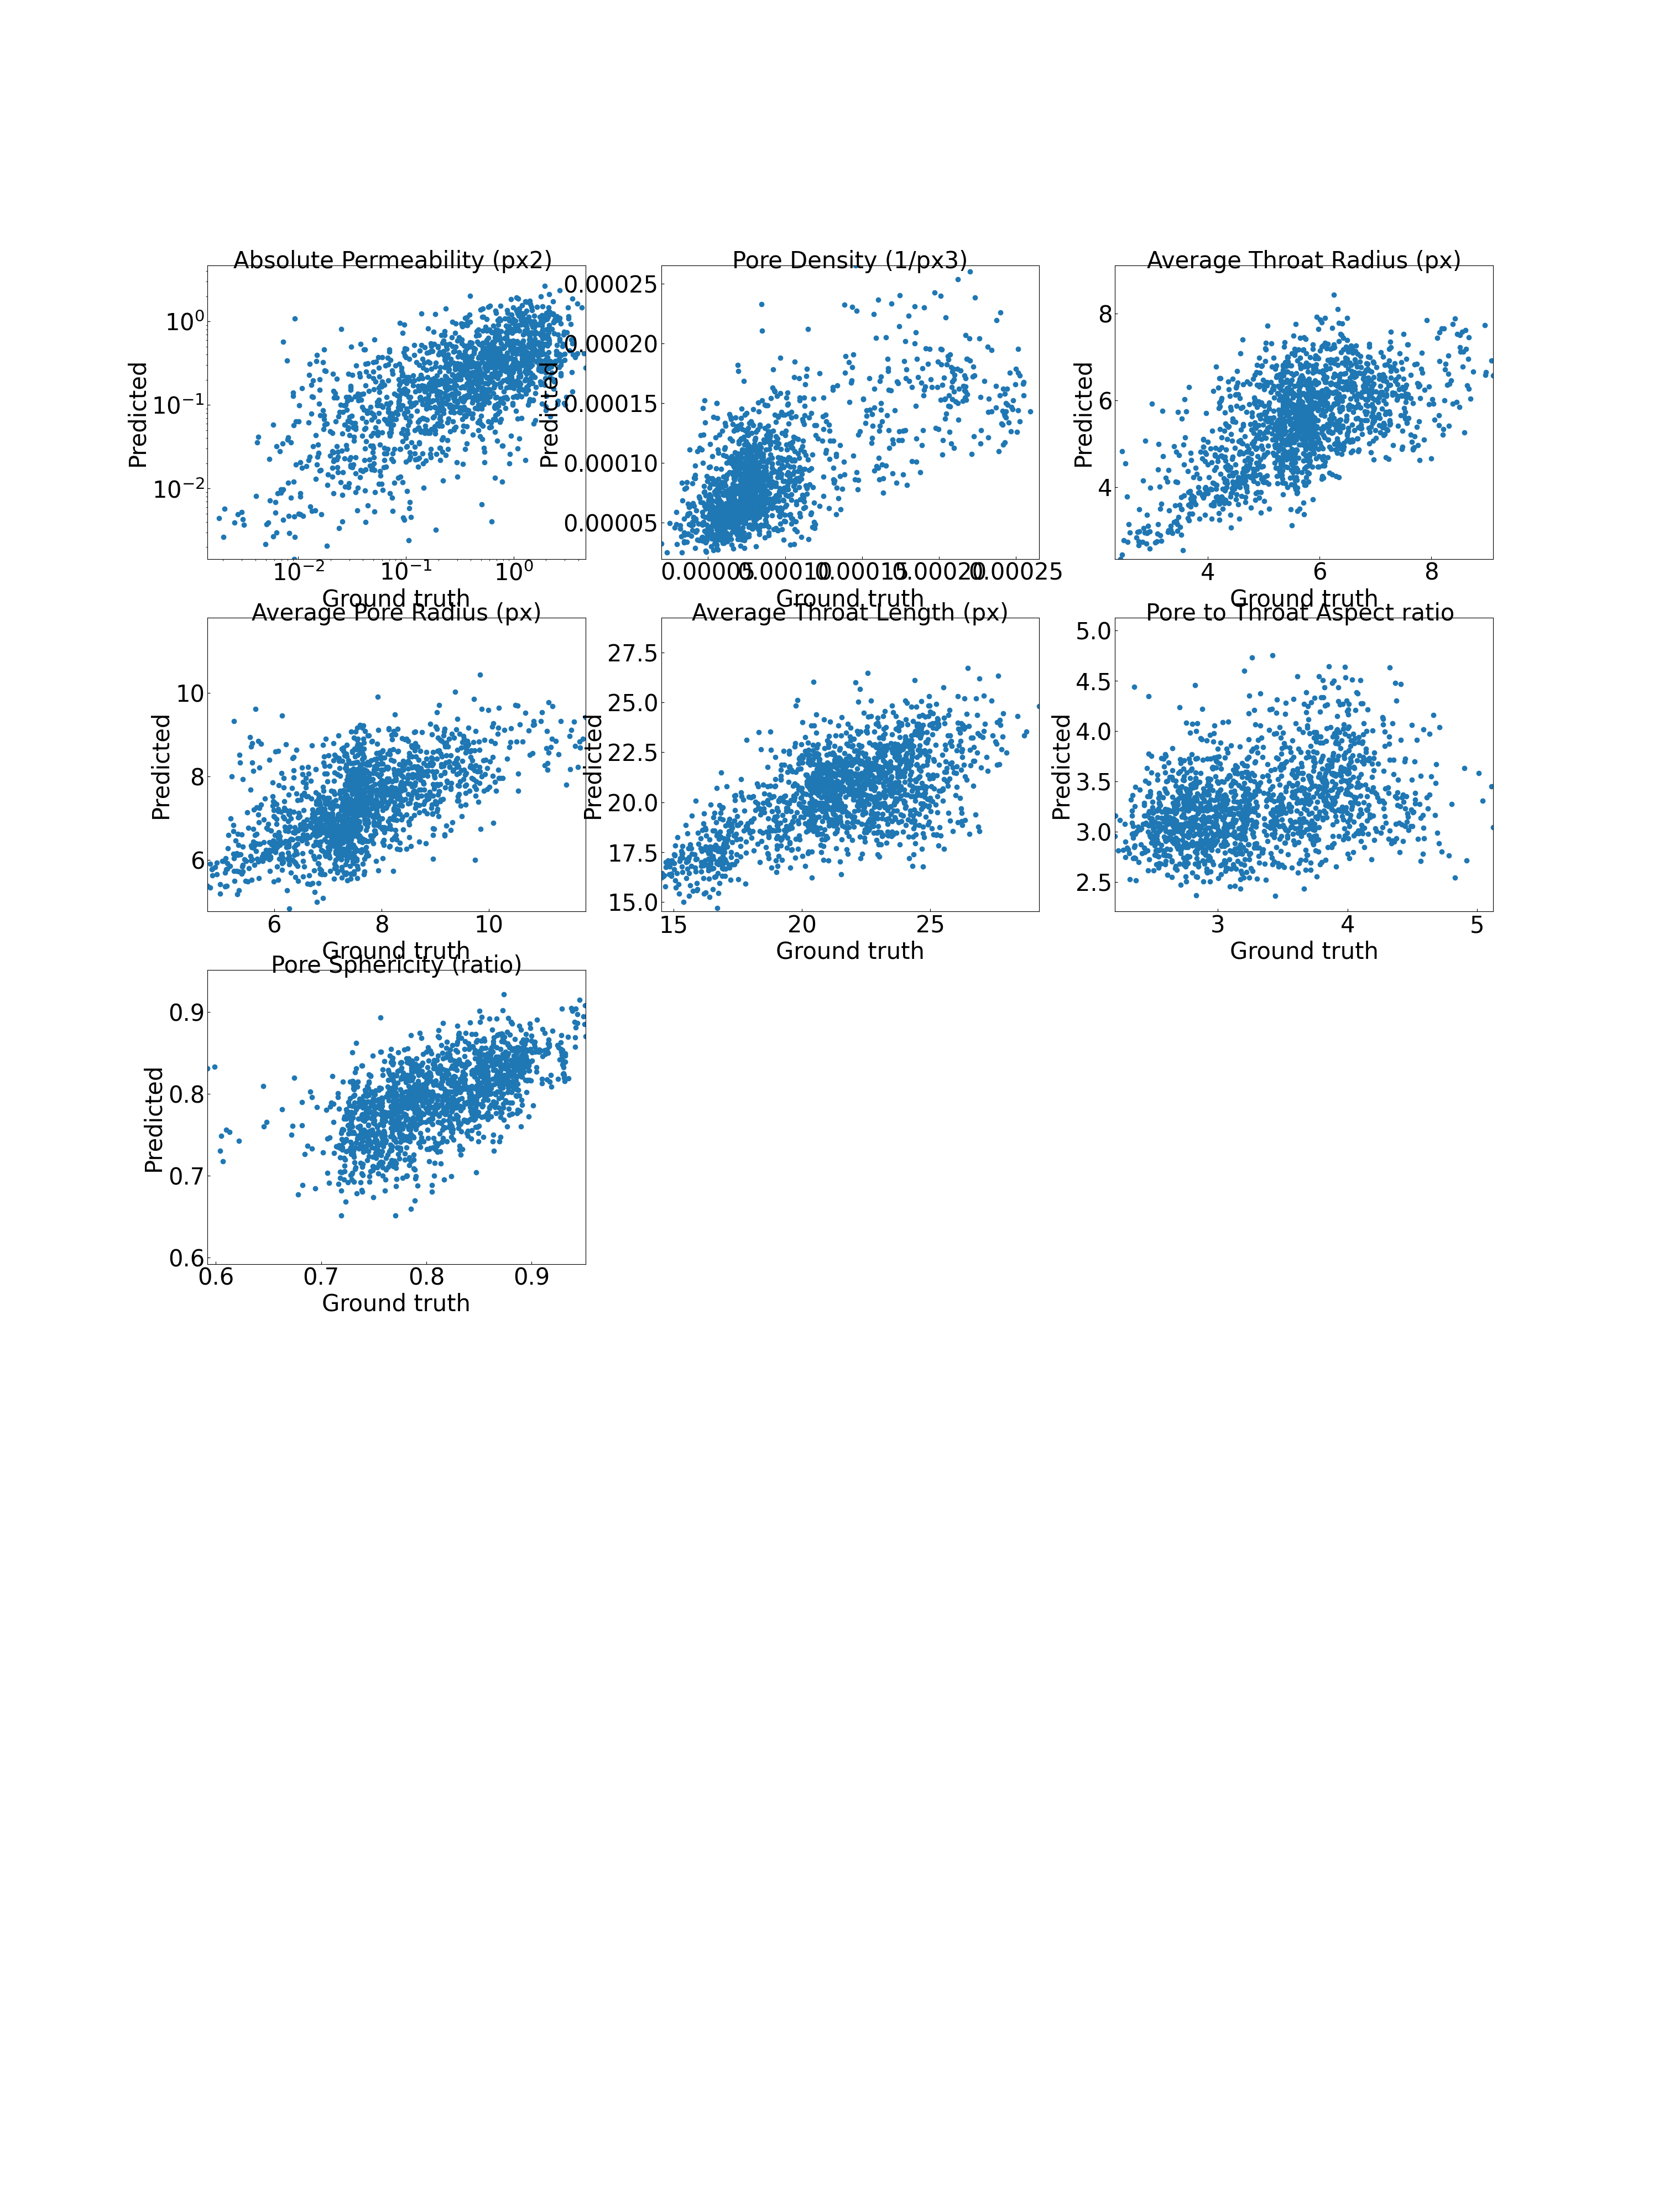 Absolute Permeability (px2)
10⁰
10⁻¹
10⁻²
Predicted
10⁻² 10⁻¹ 10⁰
Ground truth
Pore Density (1/px3)
0.00025
0.00020
0.00015
0.00010
0.00005
Predicted
0.00005 0.00010 0.00015 0.00020 0.00025
Ground truth
Average Throat Radius (px)
8
6
4
Predicted
4 6 8
Ground truth
Average Pore Radius (px)
10
8
6
Predicted
6 8 10
Ground truth
Average Throat Length (px)
27.5
25.0
22.5
20.0
17.5
15.0
Predicted
15 20 25
Ground truth
Pore to Throat Aspect ratio
5.0
4.5
4.0
3.5
3.0
2.5
Predicted
3 4 5
Ground truth
Pore Sphericity (ratio)
0.9
0.8
0.7
0.6
Predicted
0.6 0.7 0.8 0.9
Ground truth